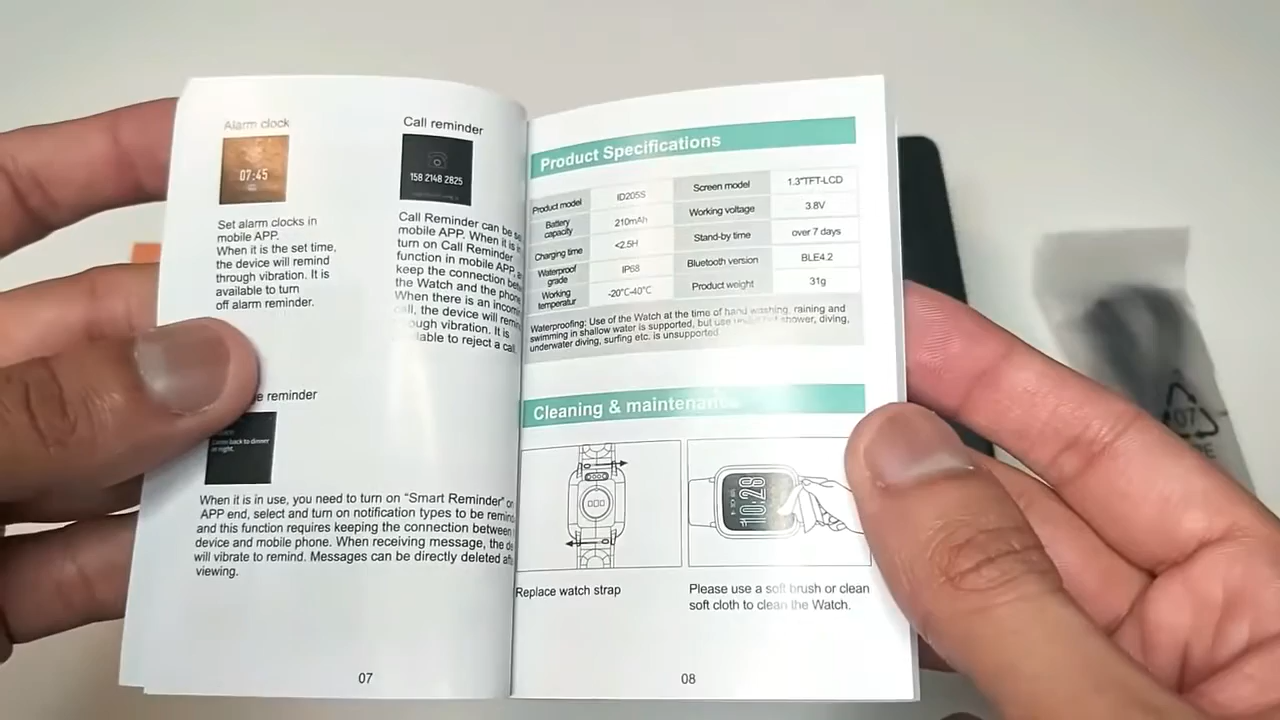 Alarm clock
07:45
Set alarm clocks in
mobile APP.
When it is the set time,
the device will remind
through vibration. It is
available to turn
off alarm reminder.
Call reminder
158 2148 2825
Call Reminder can be
mobile APP. When it is in
turn on Call Reminder
function in mobile APP,
keep the connection
the Watch and the phone
When there is an
call, the device will
through vibration. It is
to reject a call
reminder
back to dinner
When it is in use, you need to turn on “Smart Reminder” on
APP end, select and turn on notification types to be
and this function requires keeping the connection between
device and mobile phone. When receiving message, the
will vibrate to remind. Messages can be directly deleted
viewing.
07
Product Specifications
Product model ID205S Screen model 1.3"TFT-LCD
Battery capacity 210mAh Working voltage 3.8V
Charging time <2.5H Stand-by time over 7 days
Waterproof grade IP68 Bluetooth version BLE4.2
Working temperatur -20°C-40°C Product weight 31g
Waterproofing: Use of the Watch at the time of hand washing, raining and
swimming in shallow water is supported, but use shower, diving,
underwater diving, surfing etc. is unsupported
Cleaning & maintenance
10:28
Replace watch strap
Please use a soft brush or clean
soft cloth to clean the Watch.
08
07